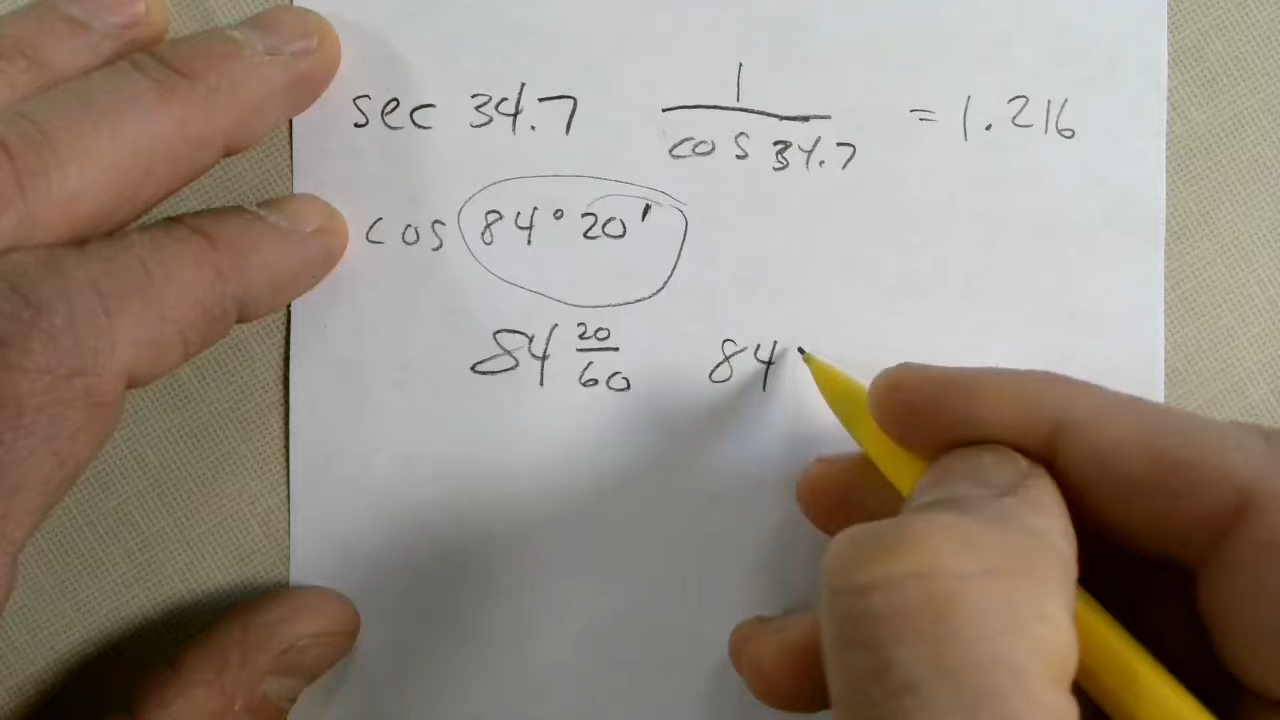 sec 34.7 1/cos 34.7 = 1.216
cos 84° 20'
84 20/60 84